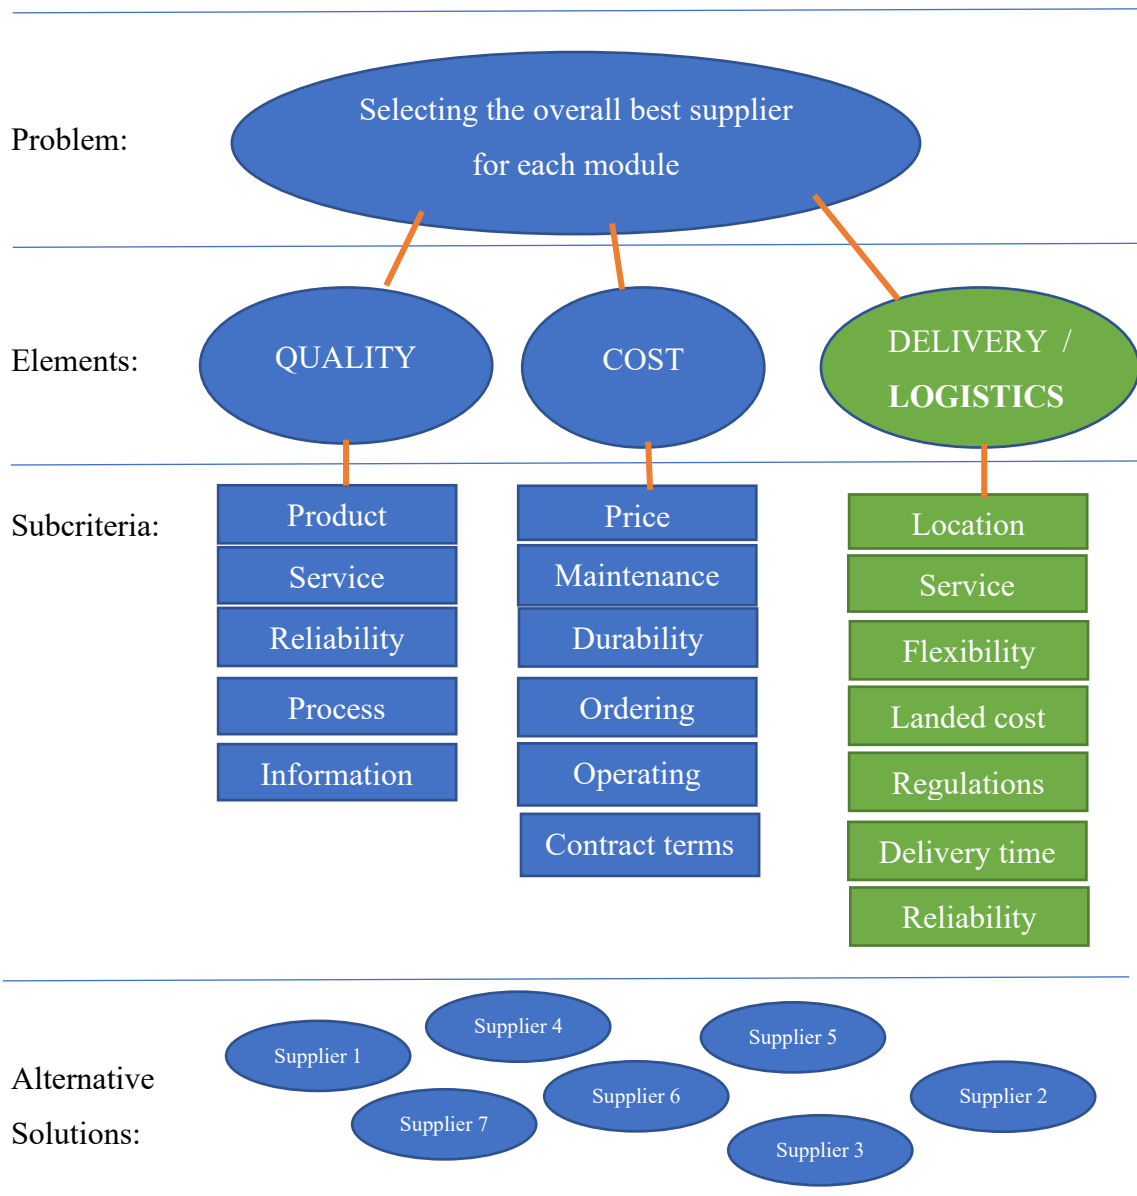 Problem:
Selecting the overall best supplier
for each module
Elements:
QUALITY
COST
DELIVERY /
LOGISTICS
Subcriteria:
Product
Service
Reliability
Process
Information
Price
Maintenance
Durability
Ordering
Operating
Contract terms
Location
Service
Flexibility
Landed cost
Regulations
Delivery time
Reliability
Alternative
Solutions:
Supplier 1
Supplier 4
Supplier 5
Supplier 7
Supplier 6
Supplier 3
Supplier 2